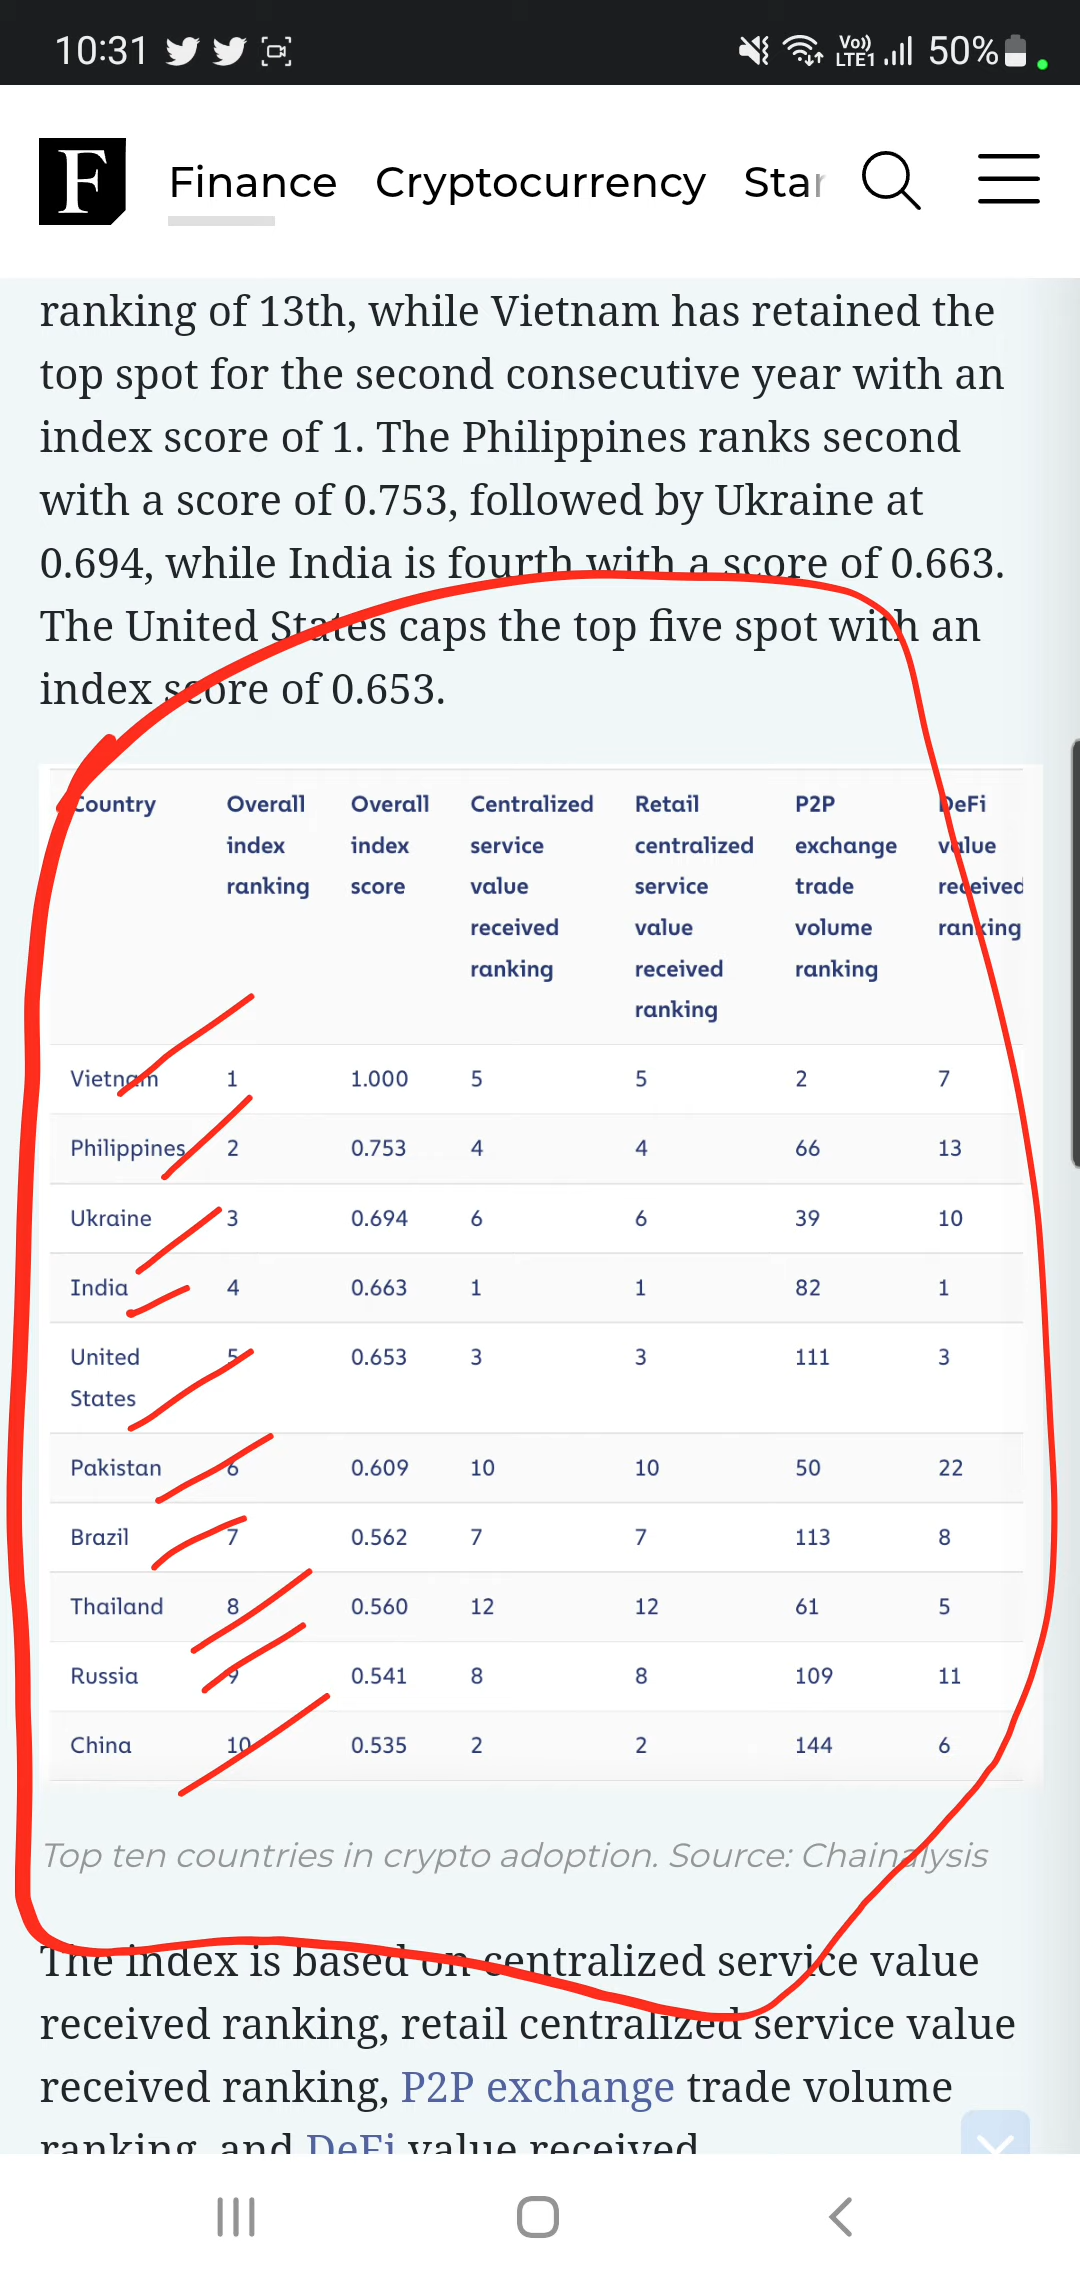 10:31
Vo)) LTE1 50%
F Finance Cryptocurrency Star
ranking of 13th, while Vietnam has retained the
top spot for the second consecutive year with an
index score of 1. The Philippines ranks second
with a score of 0.753, followed by Ukraine at
0.694, while India is fourth with a score of 0.663.
The United States caps the top five spot with an
index score of 0.653.
Country Overall Overall Centralized Retail P2P DeFi
index index service centralized exchange value
ranking score value service trade received
received value volume ranking
ranking received ranking
ranking
Vietnam 1 1.000 5 5 2 7
Philippines 2 0.753 4 4 66 13
Ukraine 3 0.694 6 6 39 10
India 4 0.663 1 1 82 1
United 5 0.653 3 3 111 3
States
Pakistan 6 0.609 10 10 50 22
Brazil 7 0.562 7 7 113 8
Thailand 8 0.560 12 12 61 5
Russia 9 0.541 8 8 109 11
China 10 0.535 2 2 144 6
Top ten countries in crypto adoption. Source: Chainalysis
The index is based on centralized service value
received ranking, retail centralized service value
received ranking, P2P exchange trade volume
ranking, and DeFi value received